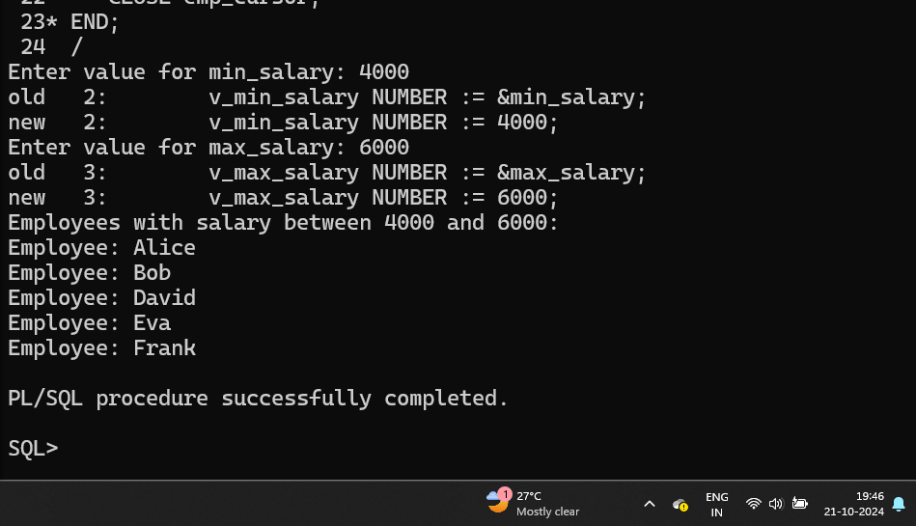 22 CLOSE emp_cursor;
23* END;
24 /
Enter value for min_salary: 4000
old 2: v_min_salary NUMBER := &min_salary;
new 2: v_min_salary NUMBER := 4000;
Enter value for max_salary: 6000
old 3: v_max_salary NUMBER := &max_salary;
new 3: v_max_salary NUMBER := 6000;
Employees with salary between 4000 and 6000:
Employee: Alice
Employee: Bob
Employee: David
Employee: Eva
Employee: Frank
PL/SQL procedure successfully completed.
SQL>
1
27°C
Mostly clear
ENG
IN
19:46
21-10-2024